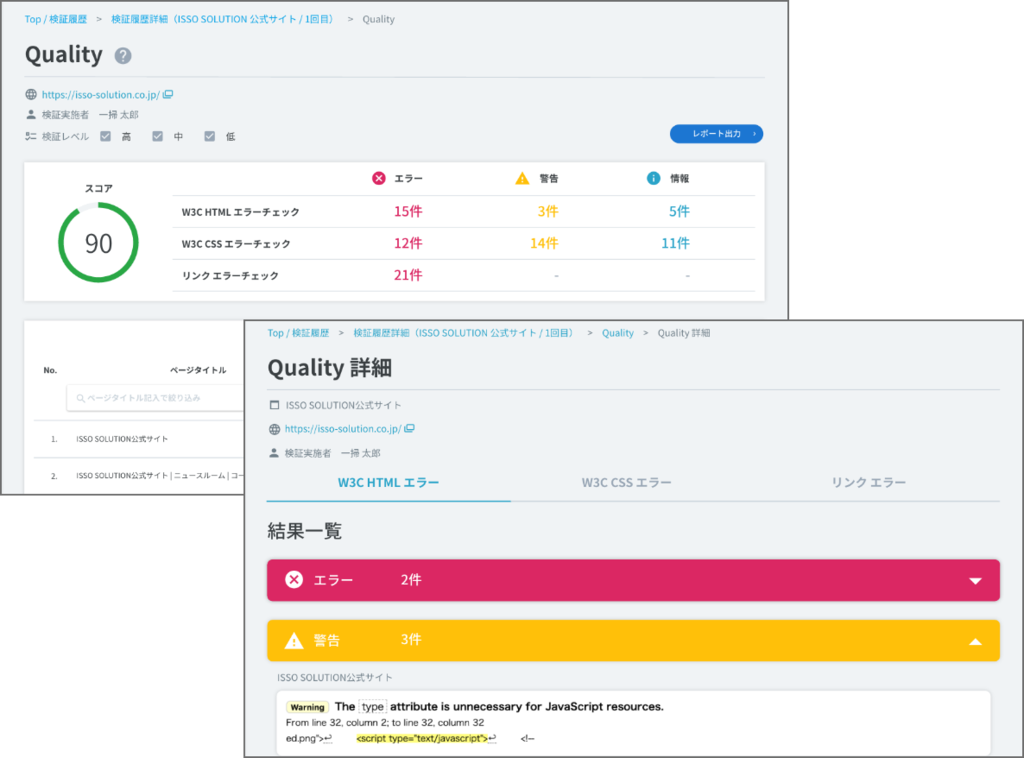 Top / 検証履歴 > 検証履歴詳細（ISSO SOLUTION 公式サイト / 1回目） > Quality
Quality ?
https://isso-solution.co.jp/
検証実施者 一掃 太郎
検証レベル 高 中 低
レポート出力 ›
スコア
90
エラー 警告 情報
W3C HTML エラーチェック 15件 3件 5件
W3C CSS エラーチェック 12件 14件 11件
リンク エラーチェック 21件 - -
No. ページタイトル
ページタイトル記入で絞り込み
1. ISSO SOLUTION公式サイト
2. ISSO SOLUTION公式サイト | ニュースルーム | コー
Top / 検証履歴 > 検証履歴詳細（ISSO SOLUTION 公式サイト / 1回目） > Quality > Quality 詳細
Quality 詳細
ISSO SOLUTION公式サイト
https://isso-solution.co.jp/
検証実施者 一掃 太郎
W3C HTML エラー W3C CSS エラー リンク エラー
結果一覧
エラー 2件
警告 3件
ISSO SOLUTION公式サイト
Warning The type attribute is unnecessary for JavaScript resources.
From line 32, column 2; to line 32, column 32
ed.png">↩ <script type="text/javascript">↩ <!--